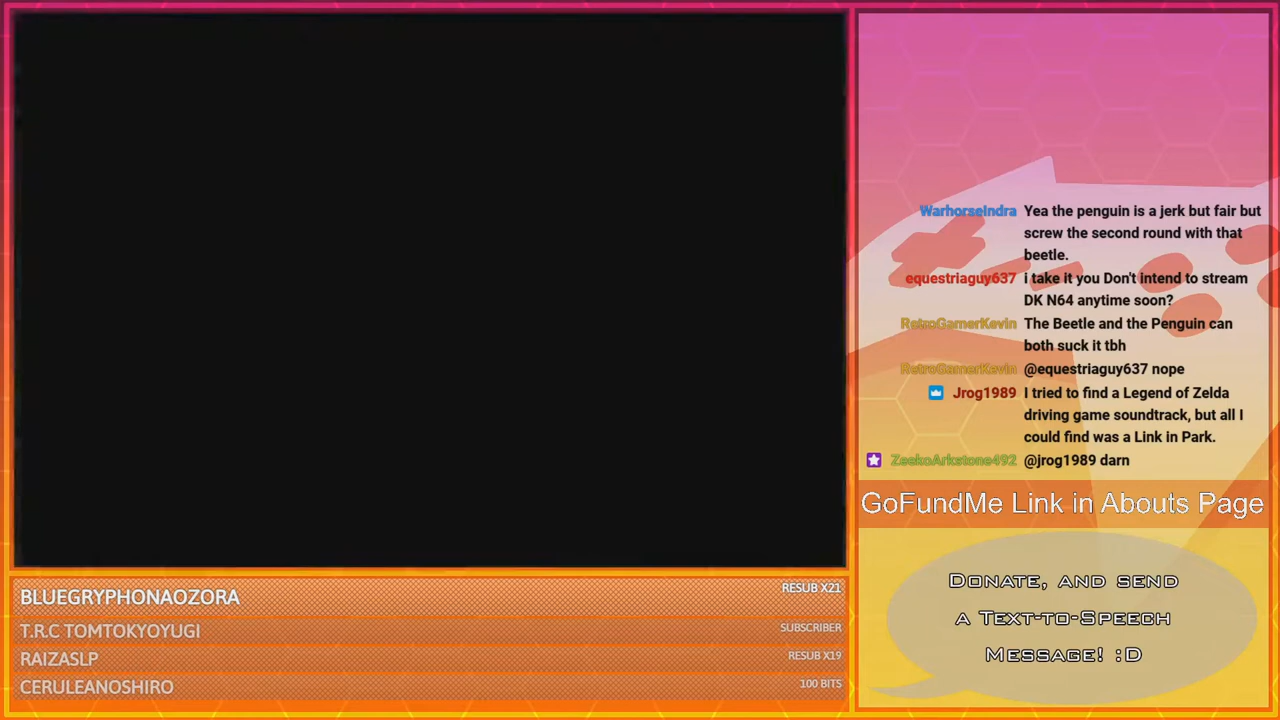 WarhorseIndra Yea the penguin is a jerk but fair but
screw the second round with that
beetle.
equestriaguy637 i take it you Don't intend to stream
DK N64 anytime soon?
RetroGamerKevin The Beetle and the Penguin can
both suck it tbh
RetroGamerKevin @equestriaguy637 nope
Jrog1989 I tried to find a Legend of Zelda
driving game soundtrack, but all I
could find was a Link in Park.
ZeekoArkstone492 @jrog1989 darn
GoFundMe Link in Abouts Page
Donate, and send
a Text-to-Speech
Message! :D
BLUEGRYPHONAOZORA RESUB X21
T.R.C TOMTOKYOYUGI SUBSCRIBER
RAIZASLP RESUB X19
CERULEANOSHIRO 100 BITS